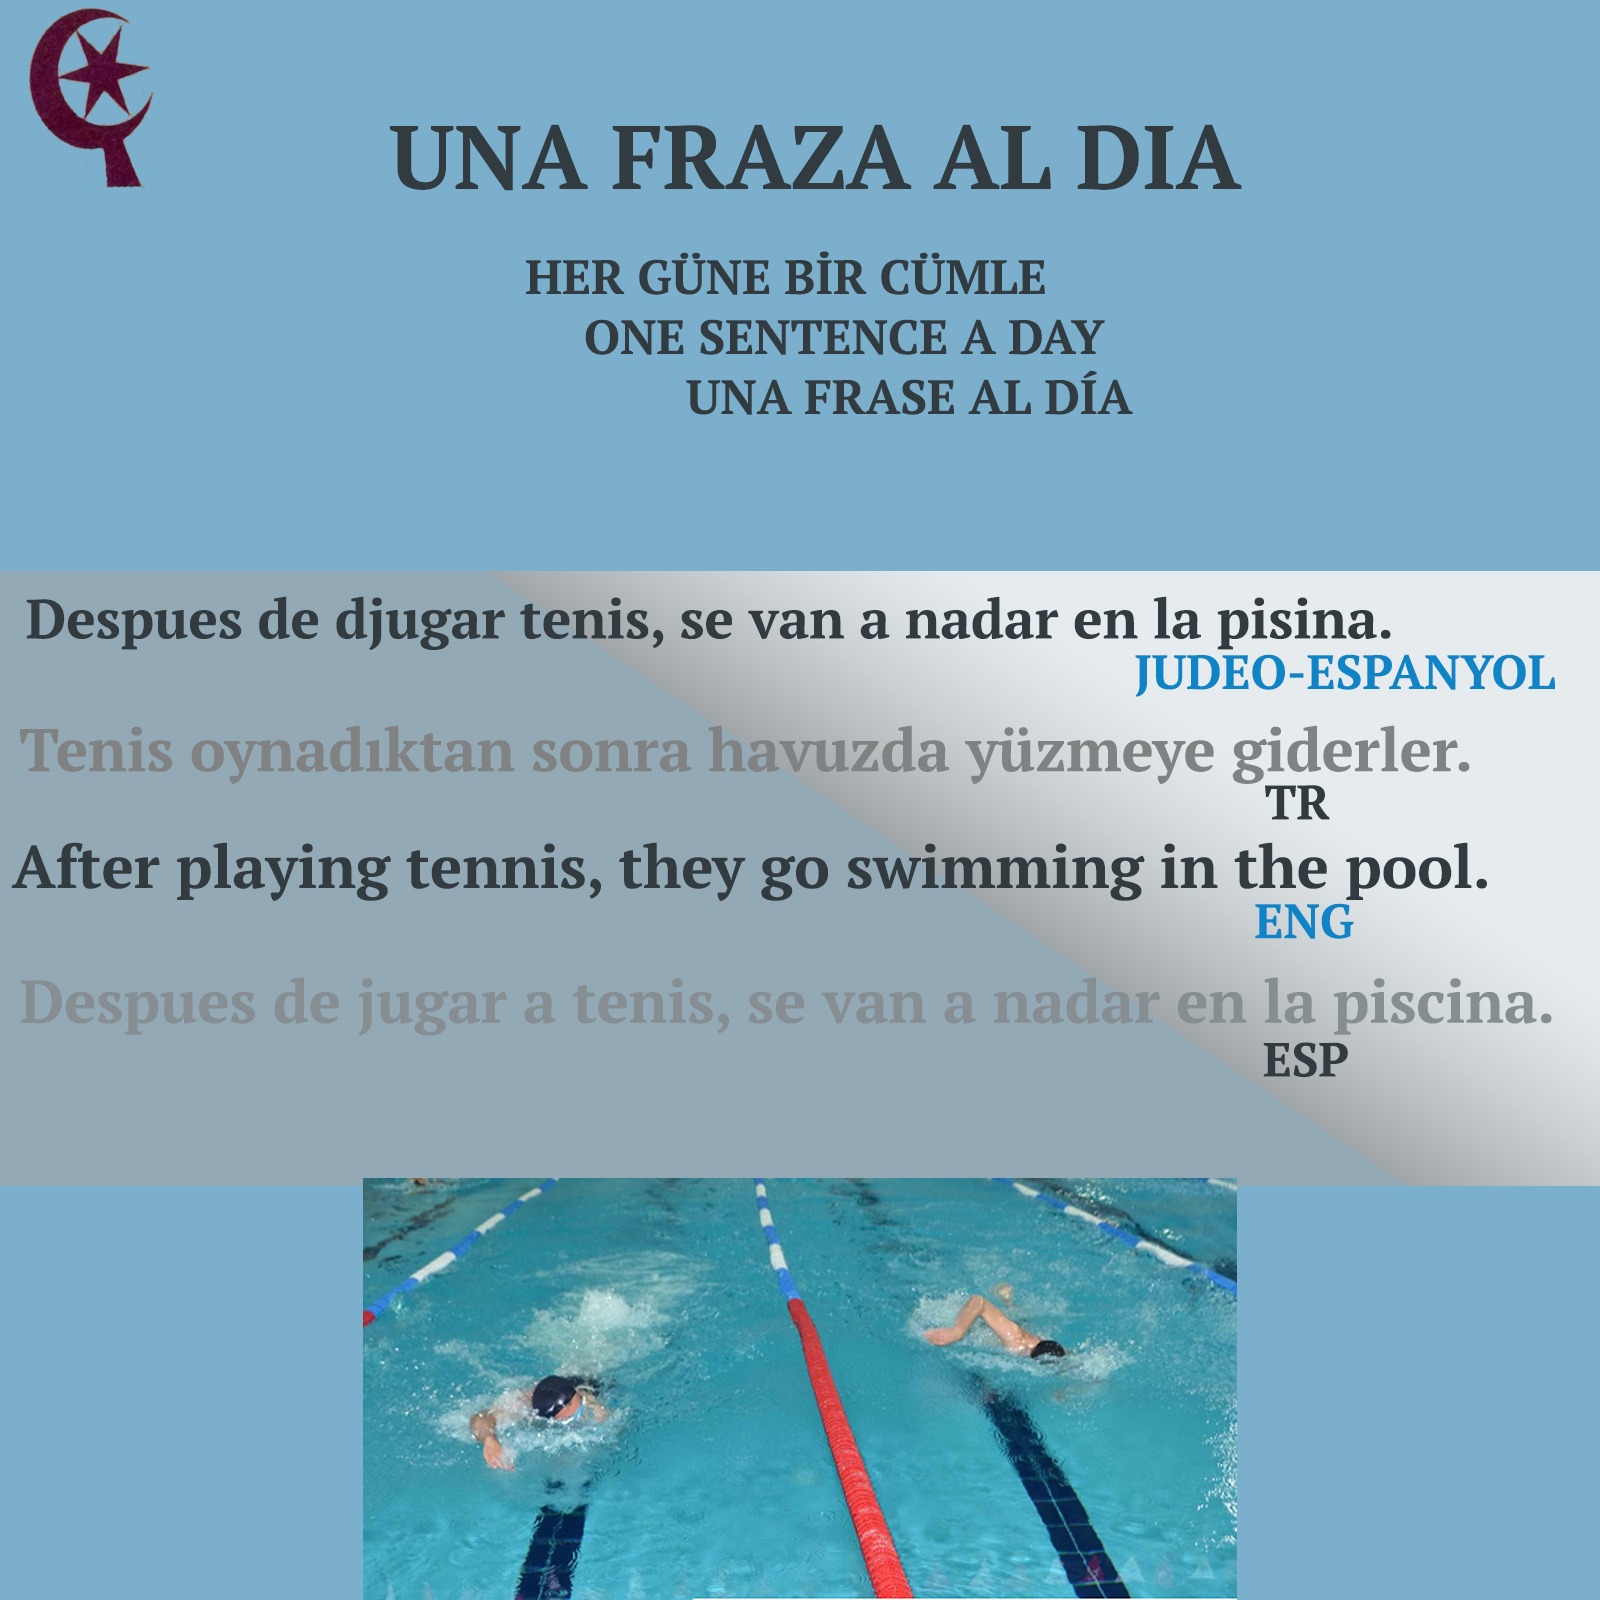 UNA FRAZA AL DIA
HER GÜNE BİR CÜMLE
ONE SENTENCE A DAY
UNA FRASE AL DÍA
Despues de djugar tenis, se van a nadar en la pisina.
JUDEO-ESPANYOL
Tenis oynadıktan sonra havuzda yüzmeye giderler.
TR
After playing tennis, they go swimming in the pool.
ENG
Despues de jugar a tenis, se van a nadar en la piscina.
ESP